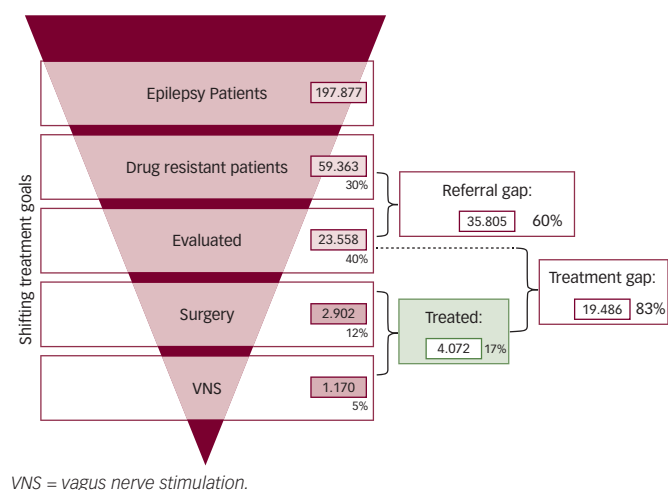 Shifting treatment goals
Epilepsy Patients 197.877
Drug resistant patients 59.363
30%
Referral gap:
35.805 60%
Evaluated 23.558
40%
Treatment gap:
19.486 83%
Surgery 2.902
12%
Treated:
4.072 17%
VNS 1.170
5%
VNS = vagus nerve stimulation.